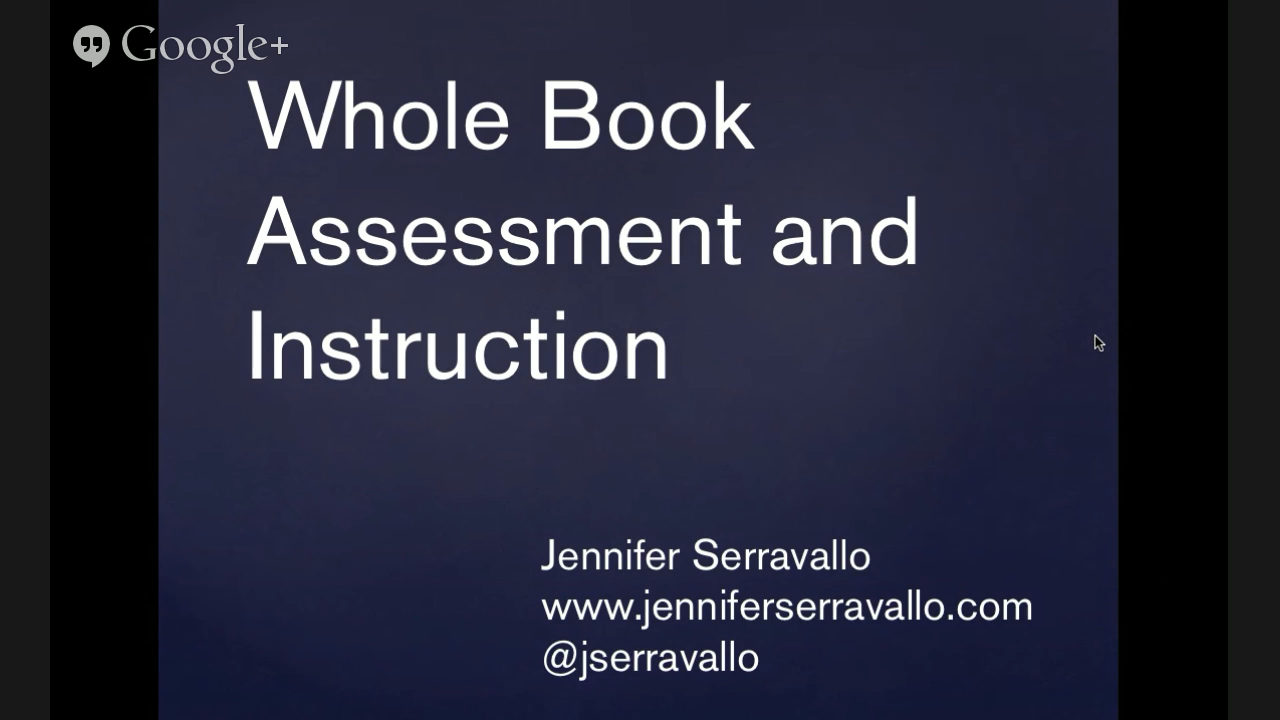 Google+
Whole Book
Assessment and
Instruction
Jennifer Serravallo
www.jenniferserravallo.com
@jserravallo